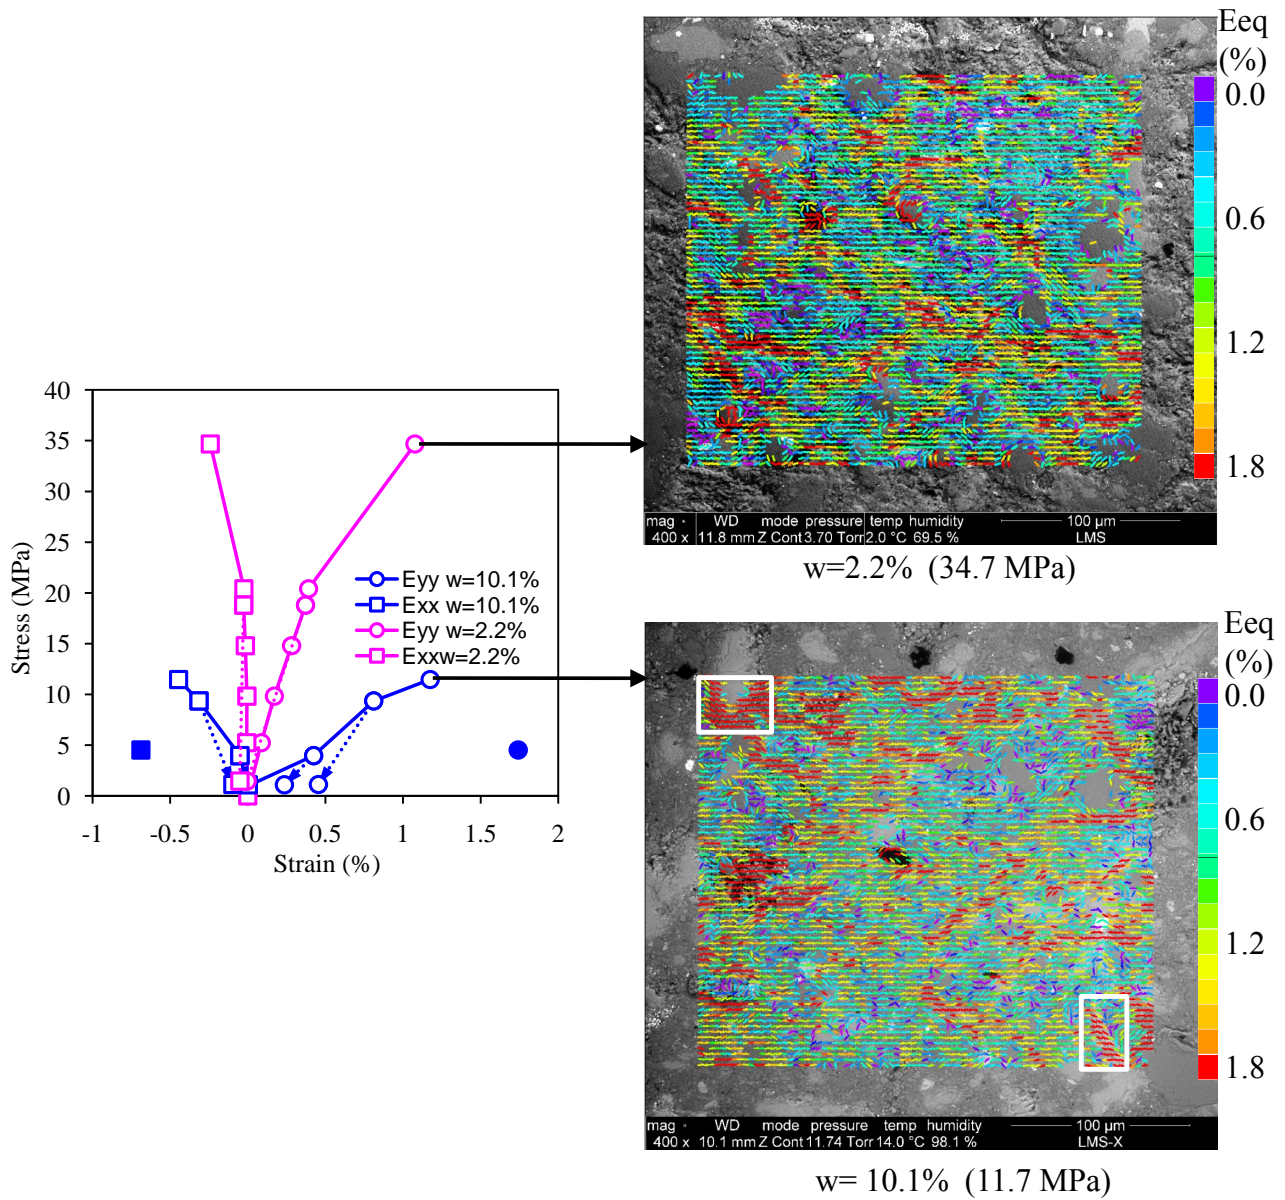 Eeq
(%)
0.0
0.6
1.2
1.8
mag WD mode pressure temp humidity 100 µm
400 x 11.8 mm Z Cont 3.70 Torr 2.0 °C 69.5 % LMS
w=2.2% (34.7 MPa)
40
35
30
25
20
15
10
5
0
Stress (MPa)
Eyy w=10.1%
Exx w=10.1%
Eyy w=2.2%
Exxw=2.2%
-1 -0.5 0 0.5 1 1.5 2
Strain (%)
Eeq
(%)
0.0
0.6
1.2
1.8
mag WD mode pressure temp humidity 100 µm
400 x 10.1 mm Z Cont 11.74 Torr 14.0 °C 98.1 % LMS-X
w= 10.1% (11.7 MPa)